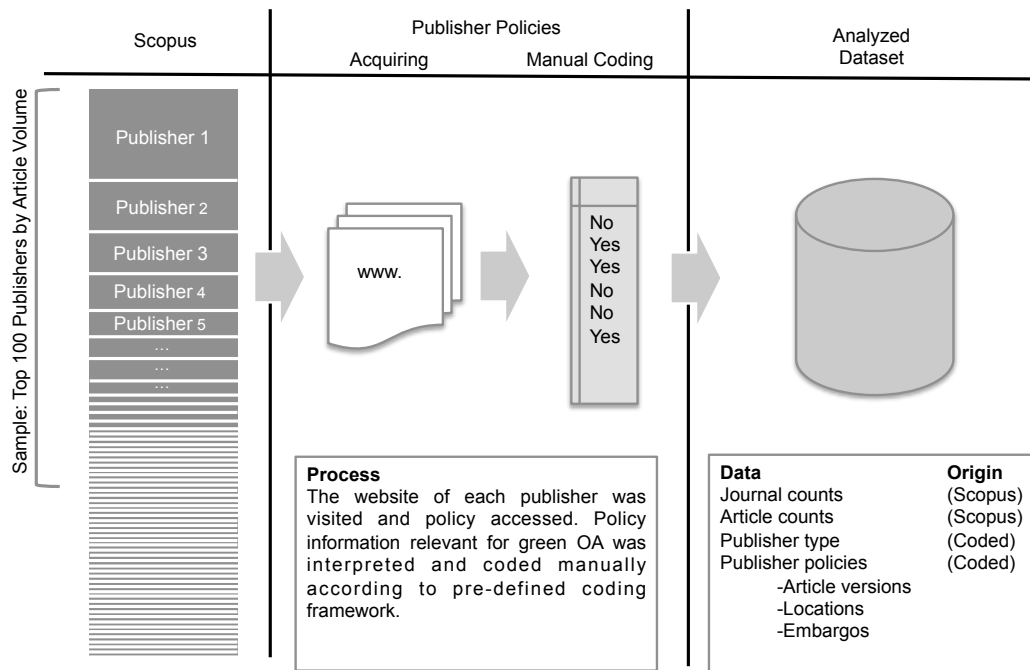 Scopus
Publisher Policies
Acquiring
Manual Coding
Analyzed
Dataset
Sample: Top 100 Publishers by Article Volume
Publisher 1
Publisher 2
Publisher 3
Publisher 4
Publisher 5
...
...
...
www.
No
Yes
Yes
No
No
Yes
Process
The website of each publisher was
visited and policy accessed. Policy
information relevant for green OA was
interpreted and coded manually
according to pre-defined coding
framework.
Data Origin
Journal counts (Scopus)
Article counts (Scopus)
Publisher type (Coded)
Publisher policies (Coded)
-Article versions
-Locations
-Embargos